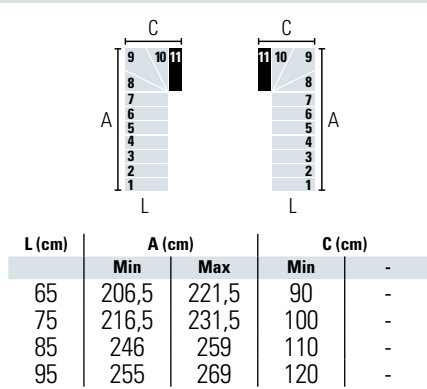 C C
9 10 11 11 10 9
8 8
A 7 7 A
6 6
5 5
4 4
3 3
2 2
1 1
L L
L (cm) A (cm) C (cm)
Min Max Min -
65 206,5 221,5 90 -
75 216,5 231,5 100 -
85 246 259 110 -
95 255 269 120 -